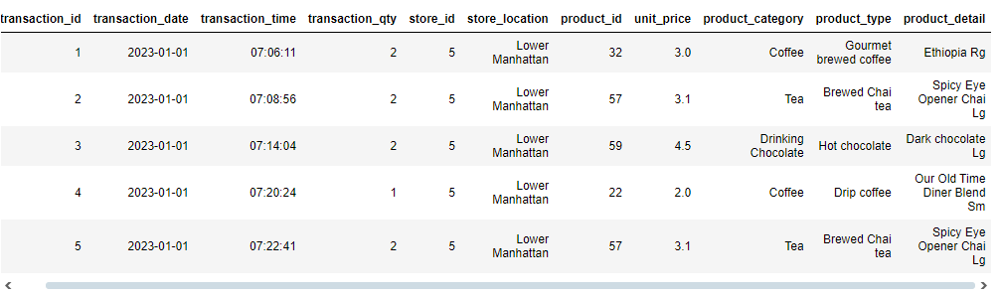 transaction_id transaction_date transaction_time transaction_qty store_id store_location product_id unit_price product_category product_type product_detail
1 2023-01-01 07:06:11 2 5 Lower Manhattan 32 3.0 Coffee Gourmet brewed coffee Ethiopia Rg
2 2023-01-01 07:08:56 2 5 Lower Manhattan 57 3.1 Tea Brewed Chai tea Spicy Eye Opener Chai Lg
3 2023-01-01 07:14:04 2 5 Lower Manhattan 59 4.5 Drinking Chocolate Hot chocolate Dark chocolate Lg
4 2023-01-01 07:20:24 1 5 Lower Manhattan 22 2.0 Coffee Drip coffee Our Old Time Diner Blend Sm
5 2023-01-01 07:22:41 2 5 Lower Manhattan 57 3.1 Tea Brewed Chai tea Spicy Eye Opener Chai Lg